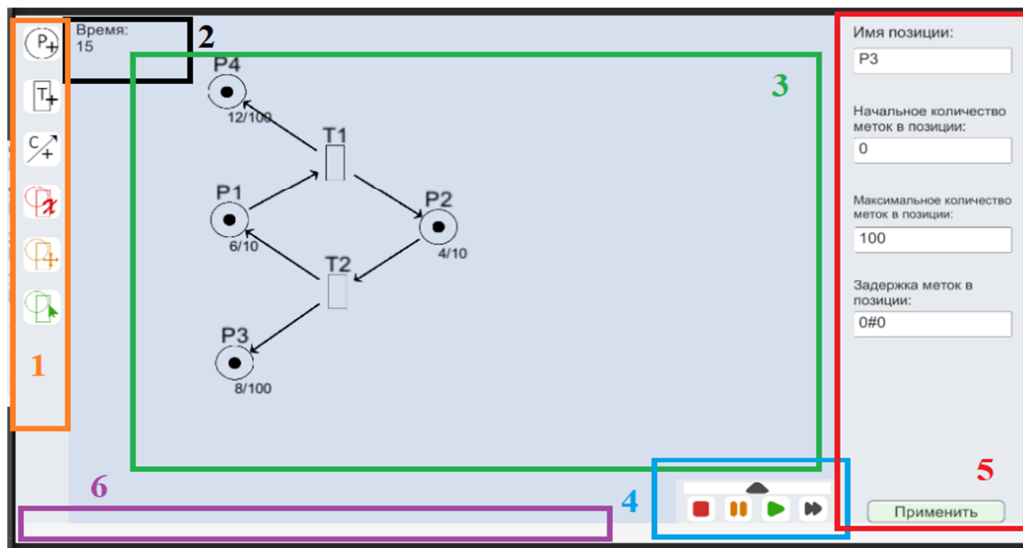 P+
Время:
15
2
P4
12/100
3
T+
T1
C
+
P1
6/10
P2
4/10
T2
P3
8/100
1
6
4
Имя позиции:
P3
Начальное количество
меток в позиции:
0
Максимальное количество
меток в позиции:
100
Задержка меток в
позиции:
0#0
5
Применить